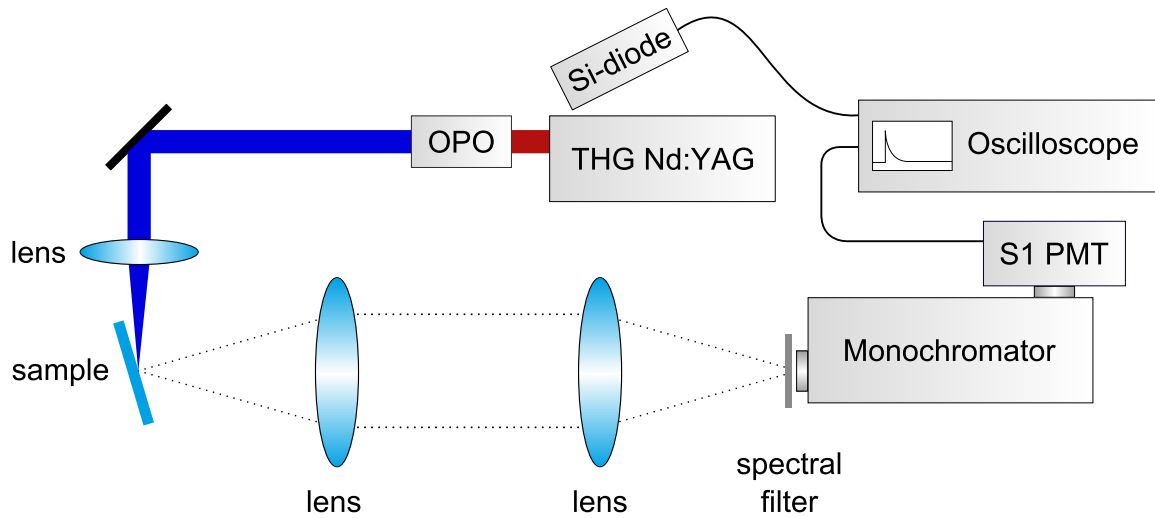 Si-diode
OPO
THG Nd:YAG
Oscilloscope
lens
S1 PMT
sample
Monochromator
lens
lens
spectral
filter